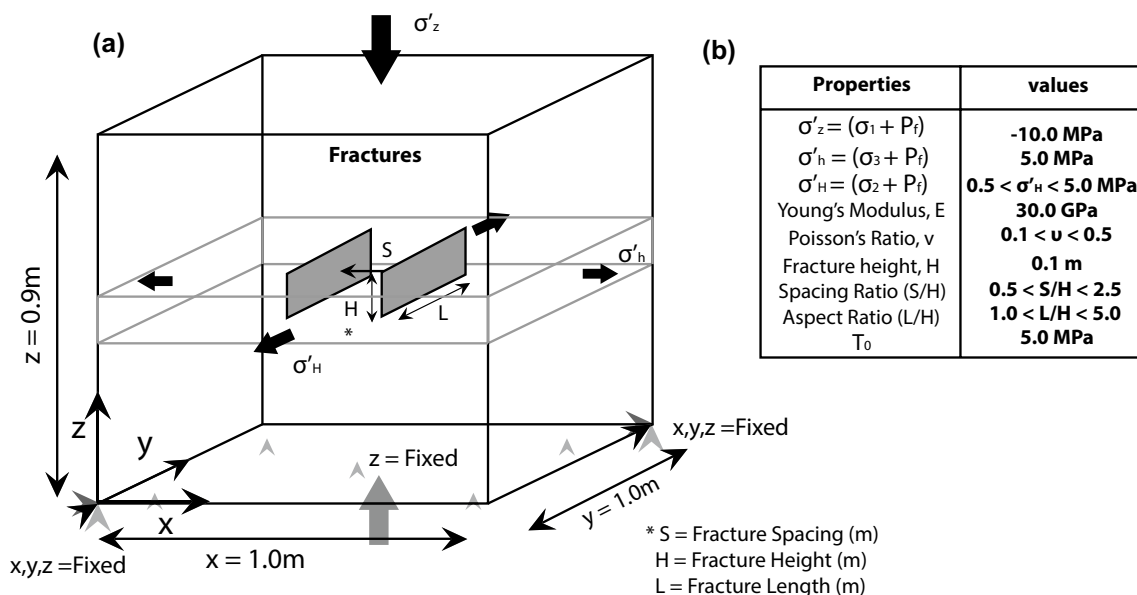 (a)
σ′z
Fractures
S
σ′h
H
*
L
σ′H
z = 0.9m
z
y
x
z = Fixed
x,y,z =Fixed
x = 1.0m
y = 1.0m
x,y,z =Fixed
* S = Fracture Spacing (m)
H = Fracture Height (m)
L = Fracture Length (m)
(b)
Properties values
σ′z = (σ1 + Pf) -10.0 MPa
σ′h = (σ3 + Pf) 5.0 MPa
σ′H = (σ2 + Pf) 0.5 < σ′H < 5.0 MPa
Young's Modulus, E 30.0 GPa
Poisson's Ratio, v 0.1 < υ < 0.5
Fracture height, H 0.1 m
Spacing Ratio (S/H) 0.5 < S/H < 2.5
Aspect Ratio (L/H) 1.0 < L/H < 5.0
T0 5.0 MPa